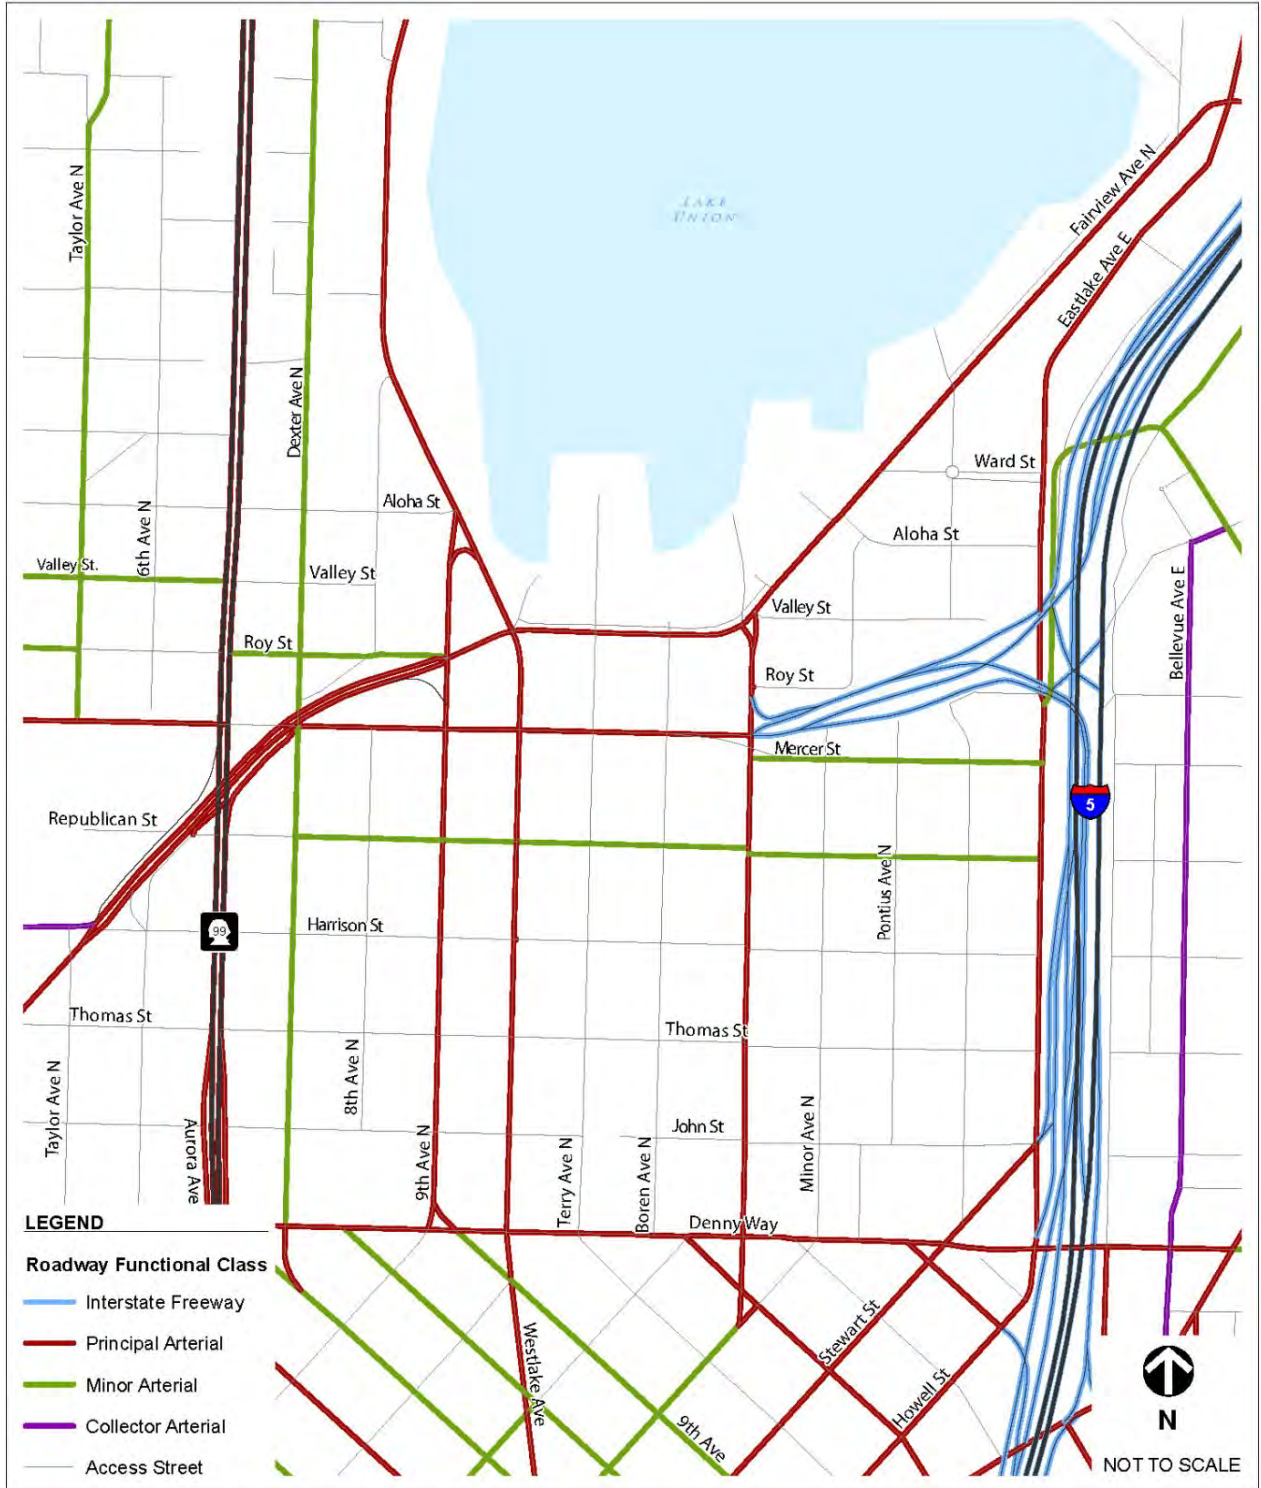 LAKE
UNION
Taylor Ave N
Fairview Ave N
Eastlake Ave E
Dexter Ave N
Ward St
Aloha St
6th Ave N
Aloha St
Valley St.
Valley St
Valley St
Bellevue Ave E
Roy St
Roy St
Mercer St
5
Republican St
Pontius Ave N
99
Harrison St
Thomas St
Thomas St
Taylor Ave N
8th Ave N
Aurora Ave
9th Ave N
John St
Minor Ave N
Terry Ave N
Boren Ave N
Denny Way
LEGEND
Roadway Functional Class
Interstate Freeway
Principal Arterial
Minor Arterial
Collector Arterial
Access Street
Westlake Ave
Stewart St
Howell St
9th Ave
N
NOT TO SCALE